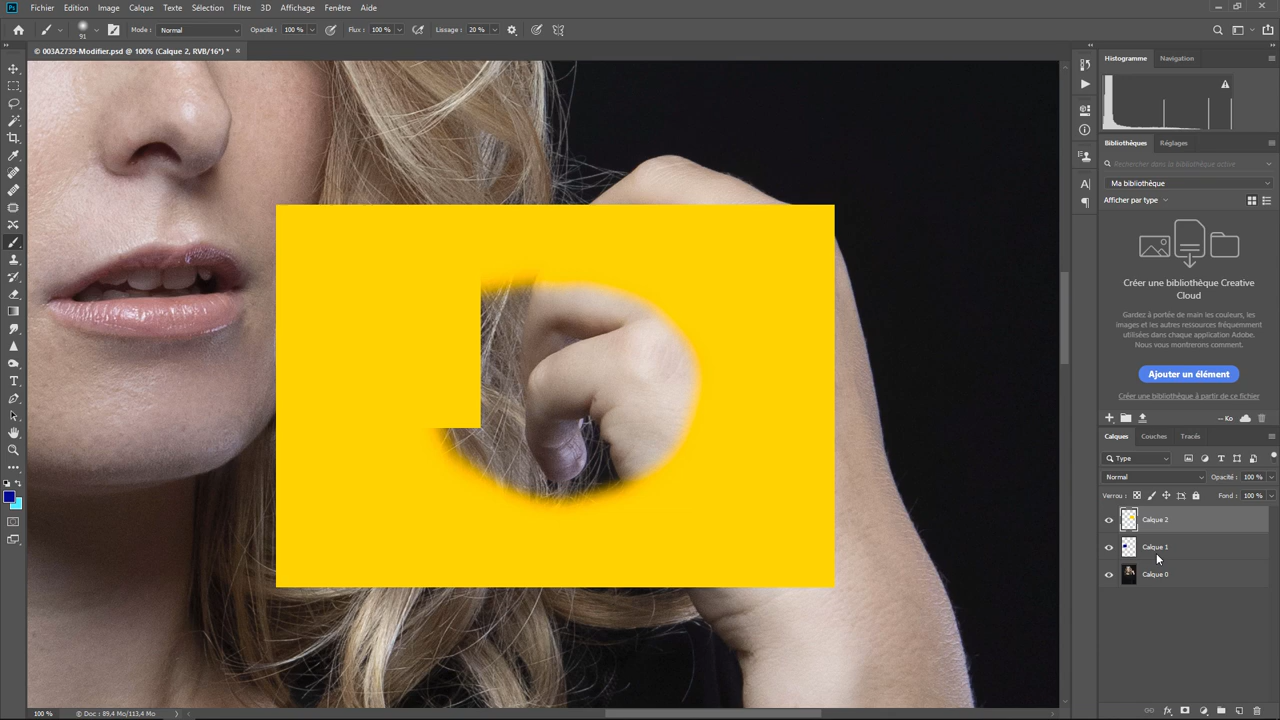 Ps Fichier Edition Image Calque Texte Sélection Filtre 3D Affichage Fenêtre Aide
91 Mode : Normal Opacité : 100 % Flux : 100 % Lissage : 20 %
© 003A2739-Modifier.psd @ 100% (Calque 2, RVB/16*) * ×
Histogramme Navigation
Bibliothèques Réglages
Rechercher dans la bibliothèque active
Ma bibliothèque
Afficher par type
Créer une bibliothèque Creative
Cloud
Gardez à portée de main les couleurs, les
images et les autres ressources fréquemment
utilisées dans chaque application Adobe.
Nous vous montrerons comment.
Ajouter un élément
Créer une bibliothèque à partir de ce fichier
-- Ko
Calques Couches Tracés
Type
Normal Opacité : 100 %
Verrou : Fond : 100 %
Calque 2
Calque 1
Calque 0
100 % © Doc : 89,4 Mo/113,4 Mo